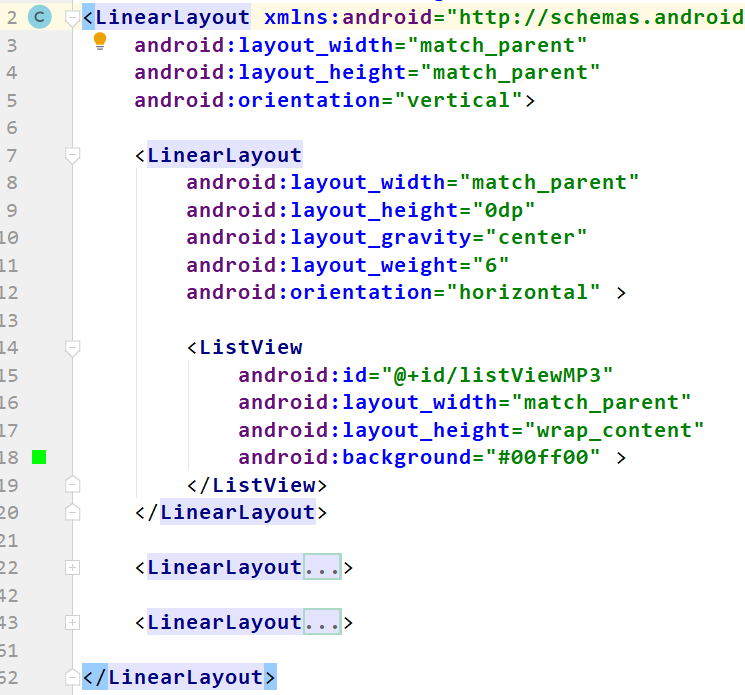 2 C <LinearLayout xmlns:android="http://schemas.android
3 android:layout_width="match_parent"
4 android:layout_height="match_parent"
5 android:orientation="vertical">
6
7 <LinearLayout
8 android:layout_width="match_parent"
9 android:layout_height="0dp"
10 android:layout_gravity="center"
11 android:layout_weight="6"
12 android:orientation="horizontal" >
13
14 <ListView
15 android:id="@+id/listViewMP3"
16 android:layout_width="match_parent"
17 android:layout_height="wrap_content"
18 android:background="#00ff00" >
19 </ListView>
20 </LinearLayout>
21
22 <LinearLayout...>
42
43 <LinearLayout...>
61
62 </LinearLayout>